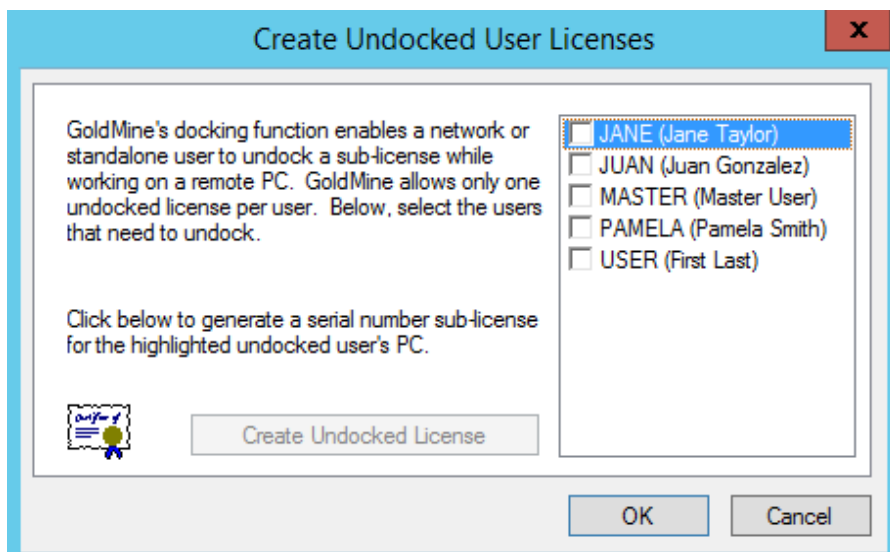 Create Undocked User Licenses
x
GoldMine's docking function enables a network or
standalone user to undock a sub-license while
working on a remote PC. GoldMine allows only one
undocked license per user. Below, select the users
that need to undock.
Click below to generate a serial number sub-license
for the highlighted undocked user's PC.
Create Undocked License
JANE (Jane Taylor)
JUAN (Juan Gonzalez)
MASTER (Master User)
PAMELA (Pamela Smith)
USER (First Last)
OK
Cancel